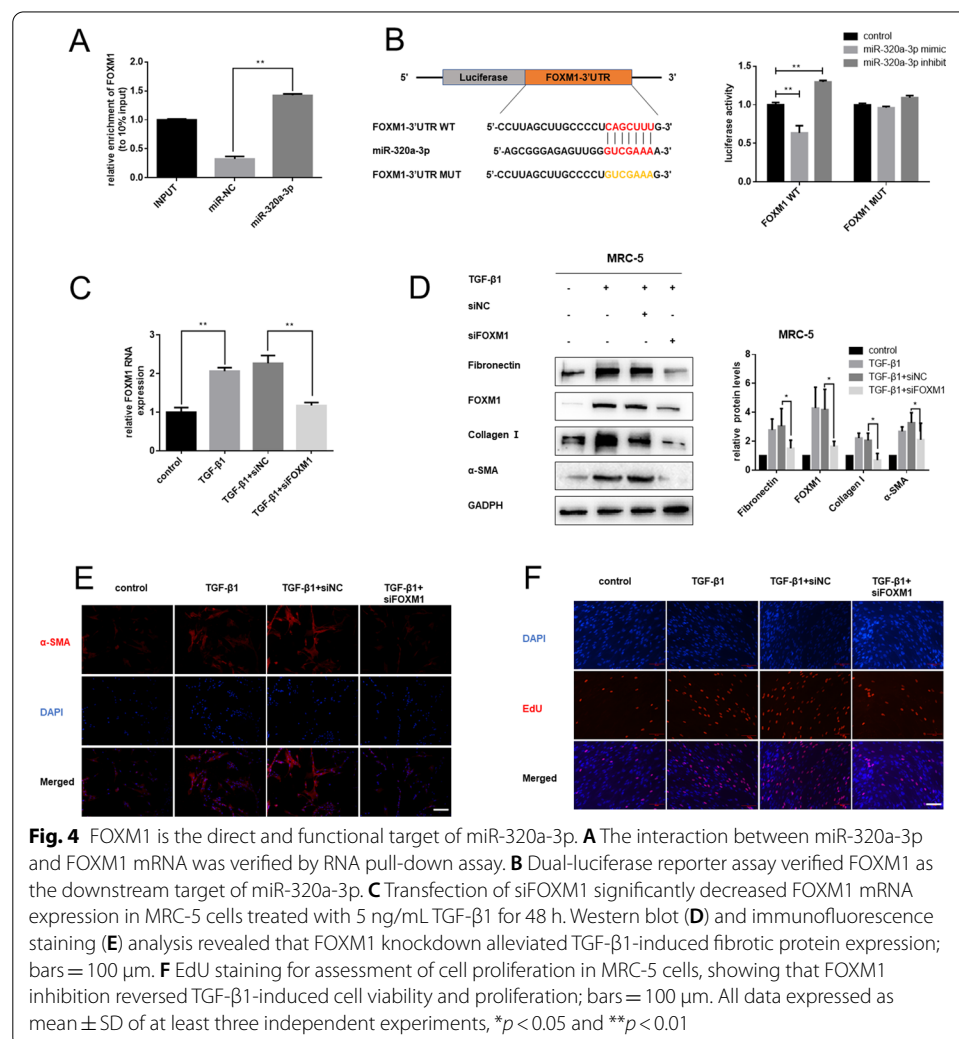 A
relative enrichment of FOXM1
(to 10% input)
2.0
1.5
1.0
0.5
0.0
**
INPUT
miR-NC
miR-320a-3p
B
5'
Luciferase
FOXM1-3'UTR
3'
FOXM1-3'UTR WT
5'-CCUUAGCUUGCCCCUCAGCUUUG-3'
miR-320a-3p
5'-AGCGGGAGAGUUGGGUCGAAAA-3'
FOXM1-3'UTR MUT
5'-CCUUAGCUUGCCCCUGUCGAAAG-3'
control
miR-320a-3p mimic
miR-320a-3p inhibit
luciferase activity
1.5
1.0
0.5
0.0
**
**
FOXM1 WT
FOXM1 MUT
C
relative FOXM1 RNA
expression
3
2
1
0
**
**
control
TGF-β1
TGF-β1+siNC
TGF-β1+siFOXM1
D
MRC-5
TGF-β1 - + + +
siNC - - + -
siFOXM1 - - - +
Fibronectin
FOXM1
Collagen I
α-SMA
GADPH
MRC-5
control
TGF-β1
TGF-β1+siNC
TGF-β1+siFOXM1
relative protein levels
8
6
4
2
0
*
*
*
*
Fibronectin
FOXM1
Collagen I
α-SMA
E
control
TGF-β1
TGF-β1+siNC
TGF-β1+
siFOXM1
α-SMA
DAPI
Merged
F
control
TGF-β1
TGF-β1+siNC
TGF-β1+
siFOXM1
DAPI
EdU
Merged
Fig. 4 FOXM1 is the direct and functional target of miR-320a-3p. A The interaction between miR-320a-3p
and FOXM1 mRNA was verified by RNA pull-down assay. B Dual-luciferase reporter assay verified FOXM1 as
the downstream target of miR-320a-3p. C Transfection of siFOXM1 significantly decreased FOXM1 mRNA
expression in MRC-5 cells treated with 5 ng/mL TGF-β1 for 48 h. Western blot (D) and immunofluorescence
staining (E) analysis revealed that FOXM1 knockdown alleviated TGF-β1-induced fibrotic protein expression;
bars = 100 μm. F EdU staining for assessment of cell proliferation in MRC-5 cells, showing that FOXM1
inhibition reversed TGF-β1-induced cell viability and proliferation; bars = 100 μm. All data expressed as
mean ± SD of at least three independent experiments, *p < 0.05 and **p < 0.01